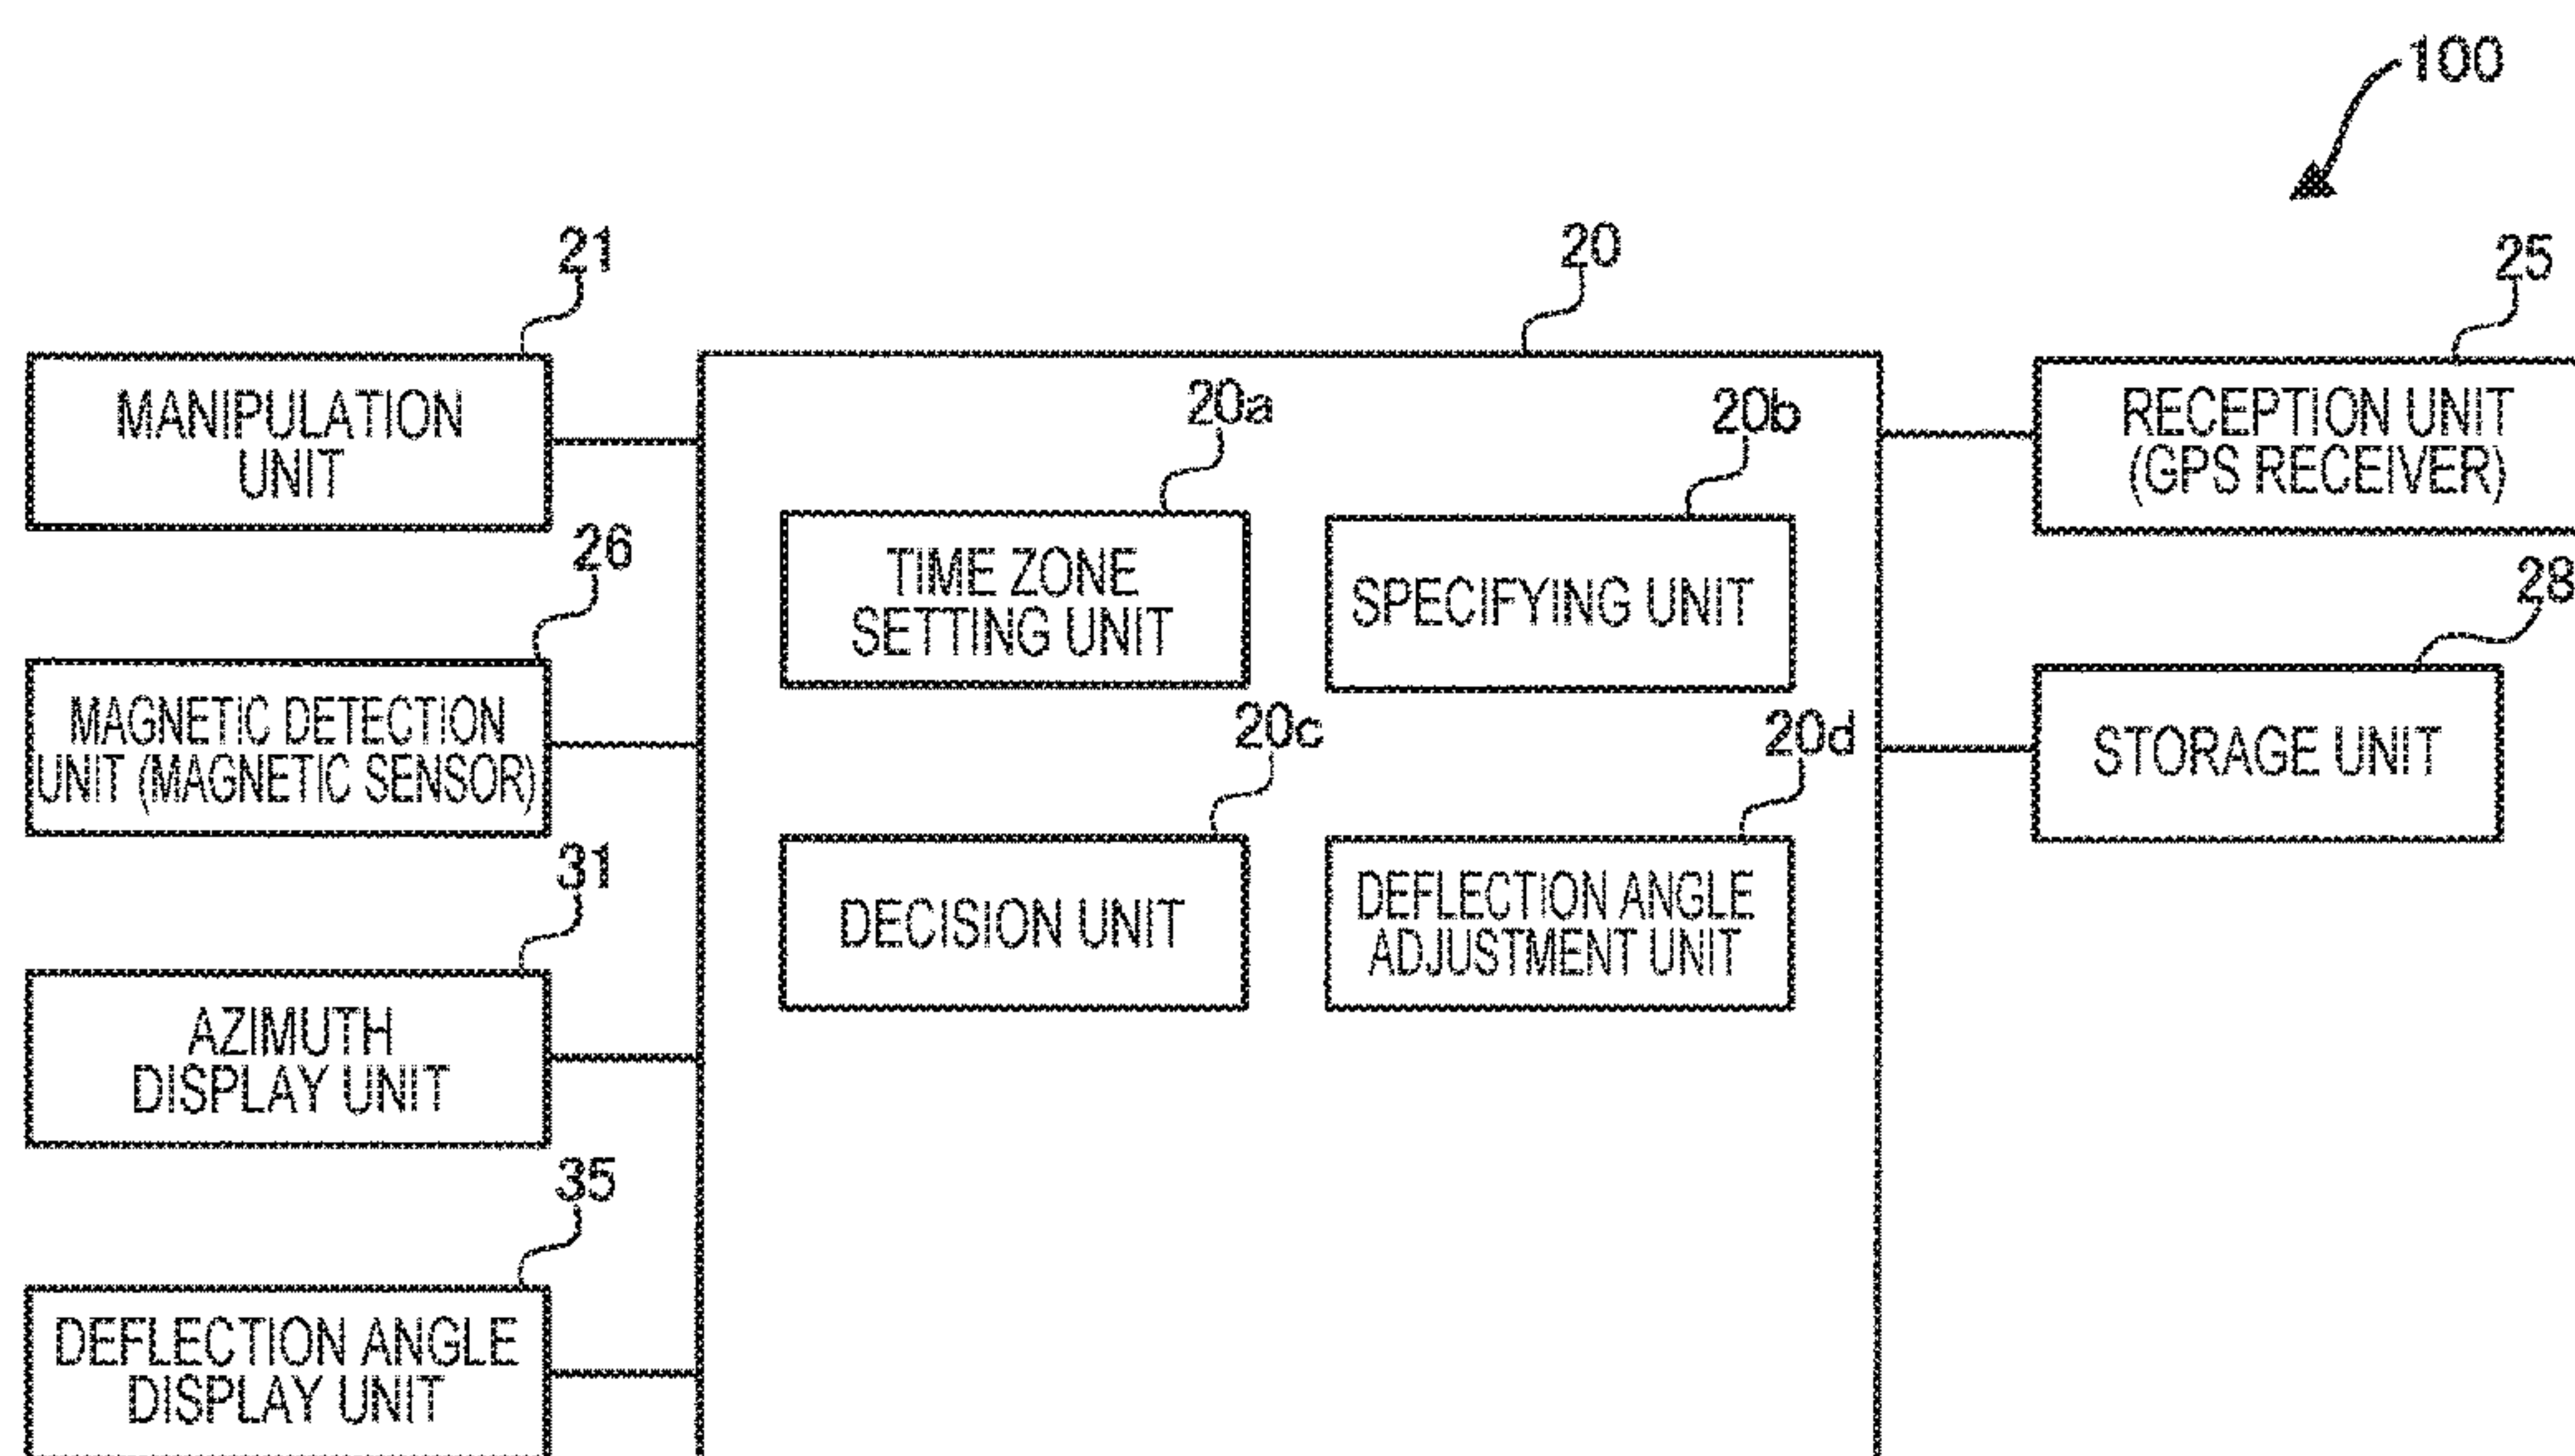 100
21
20
25
MANIPULATION
UNIT
20a
20b
RECEPTION UNIT
(GPS RECEIVER)
26
TIME ZONE
SETTING UNIT
SPECIFYING UNIT
28
MAGNETIC DETECTION
UNIT (MAGNETIC SENSOR)
20c
20d
STORAGE UNIT
31
DECISION UNIT
DEFLECTION ANGLE
ADJUSTMENT UNIT
AZIMUTH
DISPLAY UNIT
35
DEFLECTION ANGLE
DISPLAY UNIT